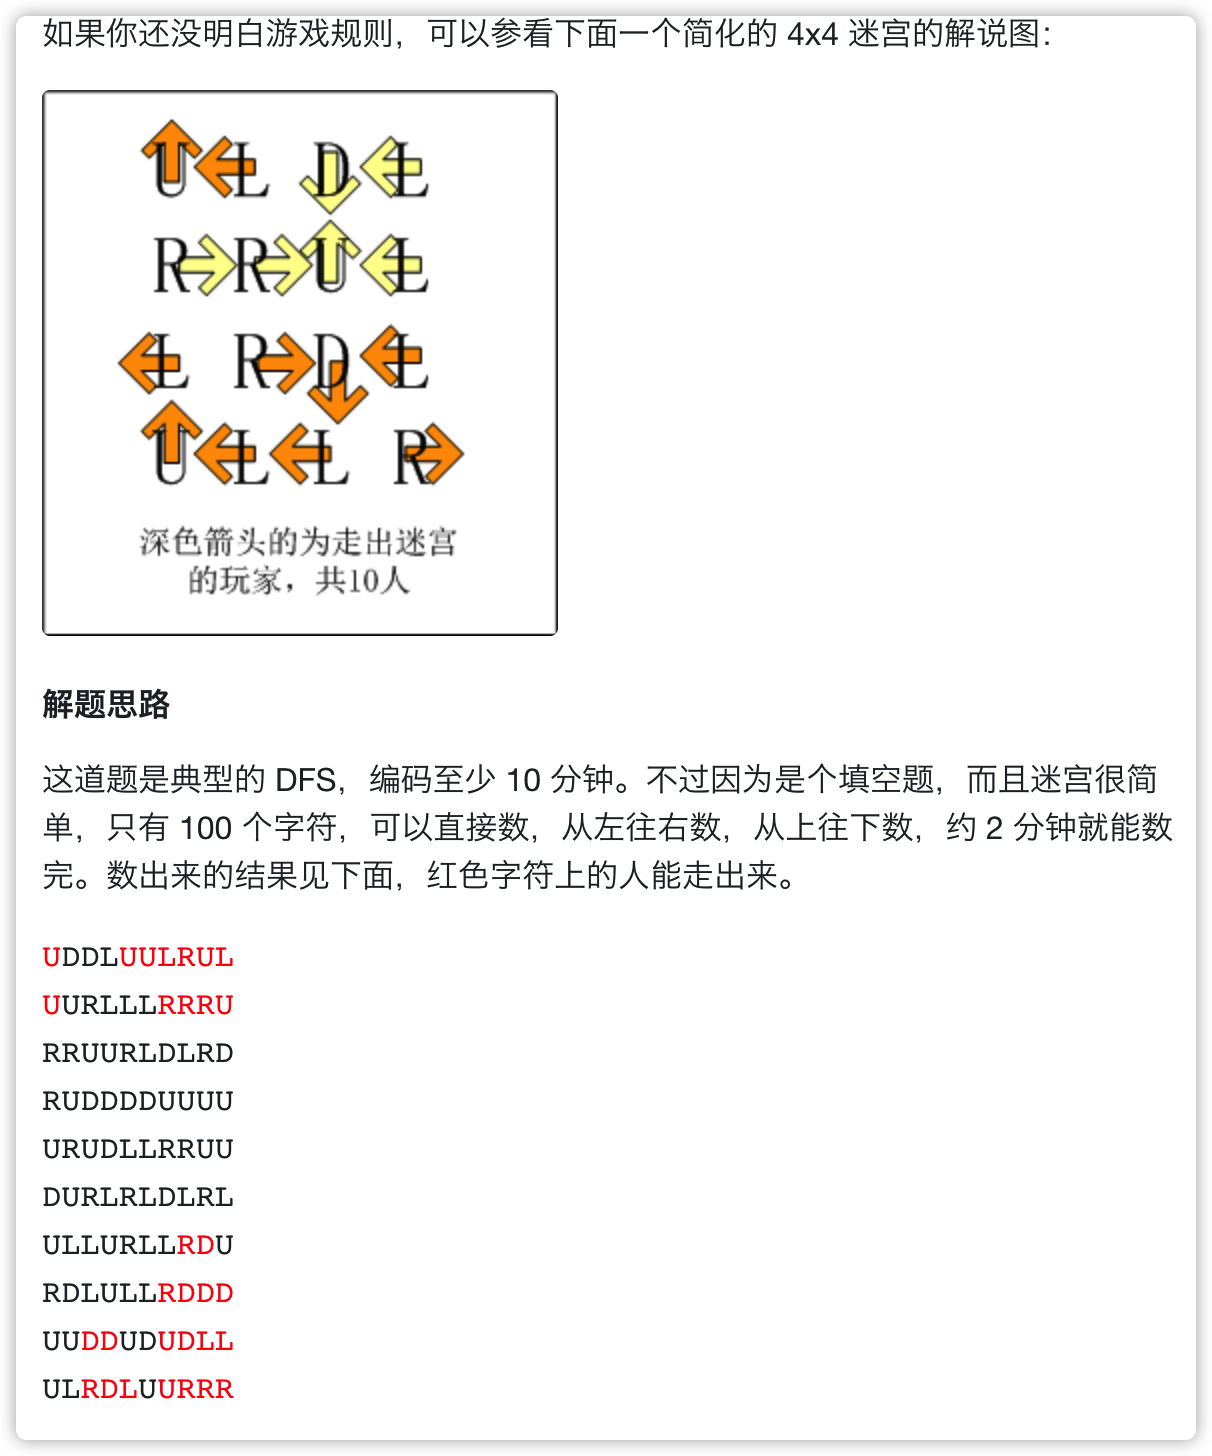 如果你还没明白游戏规则，可以参看下面一个简化的 4x4 迷宫的解说图：
U L D L
R R U L
L R D L
U L L R
深色箭头的为走出迷宫
的玩家，共10人
解题思路
这道题是典型的 DFS，编码至少 10 分钟。不过因为是个填空题，而且迷宫很简
单，只有 100 个字符，可以直接数，从左往右数，从上往下数，约 2 分钟就能数
完。数出来的结果见下面，红色字符上的人能走出来。
UDDLUULRUL
UURLLLRRRU
RRUURLDLRD
RUDDDDUUUU
URUDLLRRUU
DURLRLDLRL
ULLURLLRDU
RDLULLRDDD
UUDDUDUDLL
ULRDLUURRR